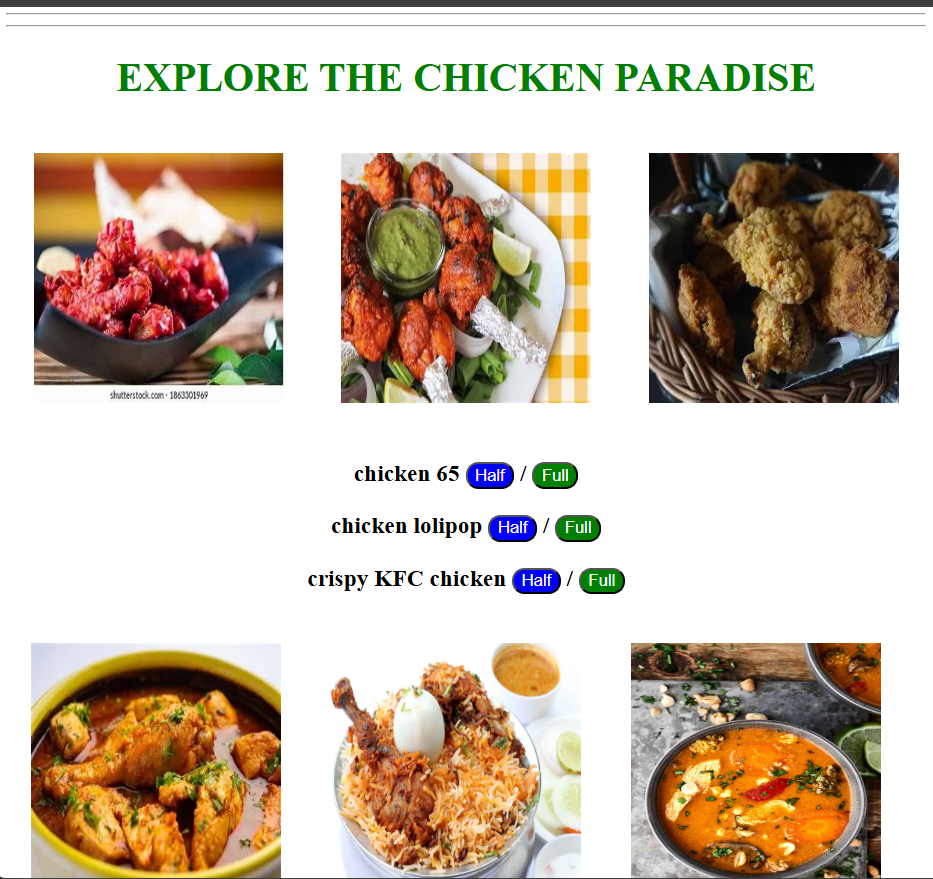 EXPLORE THE CHICKEN PARADISE
shutterstock.com · 1863301969
chicken 65 Half / Full
chicken lolipop Half / Full
crispy KFC chicken Half / Full